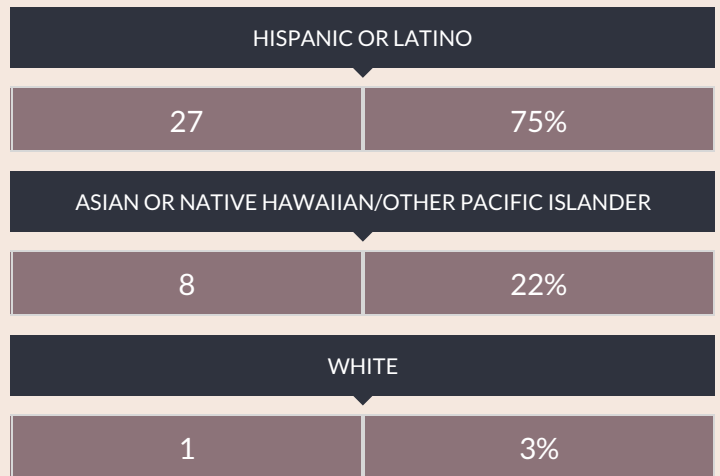 HISPANIC OR LATINO
27 75%
ASIAN OR NATIVE HAWAIIAN/OTHER PACIFIC ISLANDER
8 22%
WHITE
1 3%